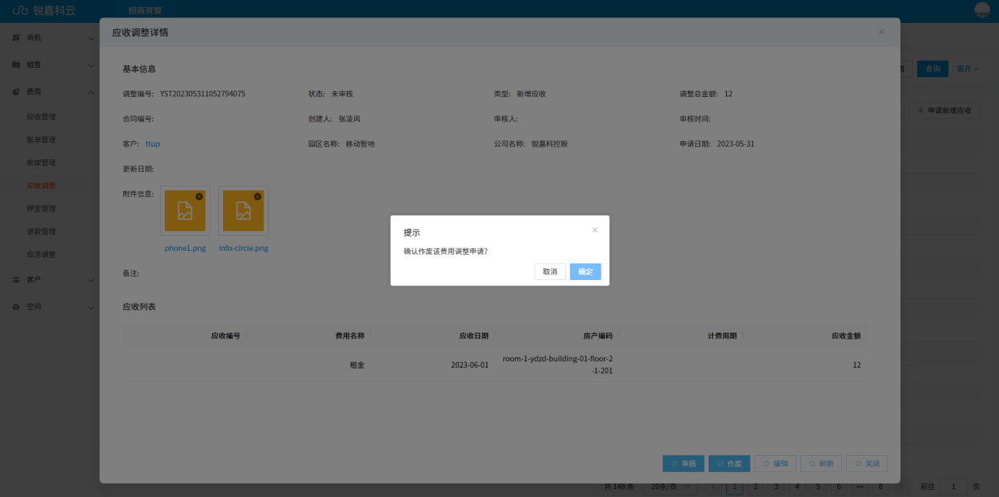 锐嘉科云 招商资管
商机
租售
费用
应收管理
账单管理
收款管理
应收调整
押金管理
退款管理
应退调整
客户
空间
置 查询 展开
+ 申请新增应收
应收调整详情
基本信息
调整编号: YST202305311052794075 状态: 未审核 类型: 新增应收 调整总金额: 12
合同编号: 创建人: 张凌风 审核人: 审核时间:
客户: ttup 园区名称: 移动智地 公司名称: 锐嘉科控股 申请日期: 2023-05-31
更新日期:
附件信息:
phone1.png info-circle.png
备注:
提示
确认作废该费用调整申请?
取消 确定
应收列表
应收编号 费用名称 应收日期 房产编码 计费周期 应收金额
租金 2023-06-01 room-1-ydzd-building-01-floor-2-1-201 12
审核 作废 编辑 刷新 关闭
共 148 条 20条/页 1 2 3 4 5 6 ••• 8 前往 1 页